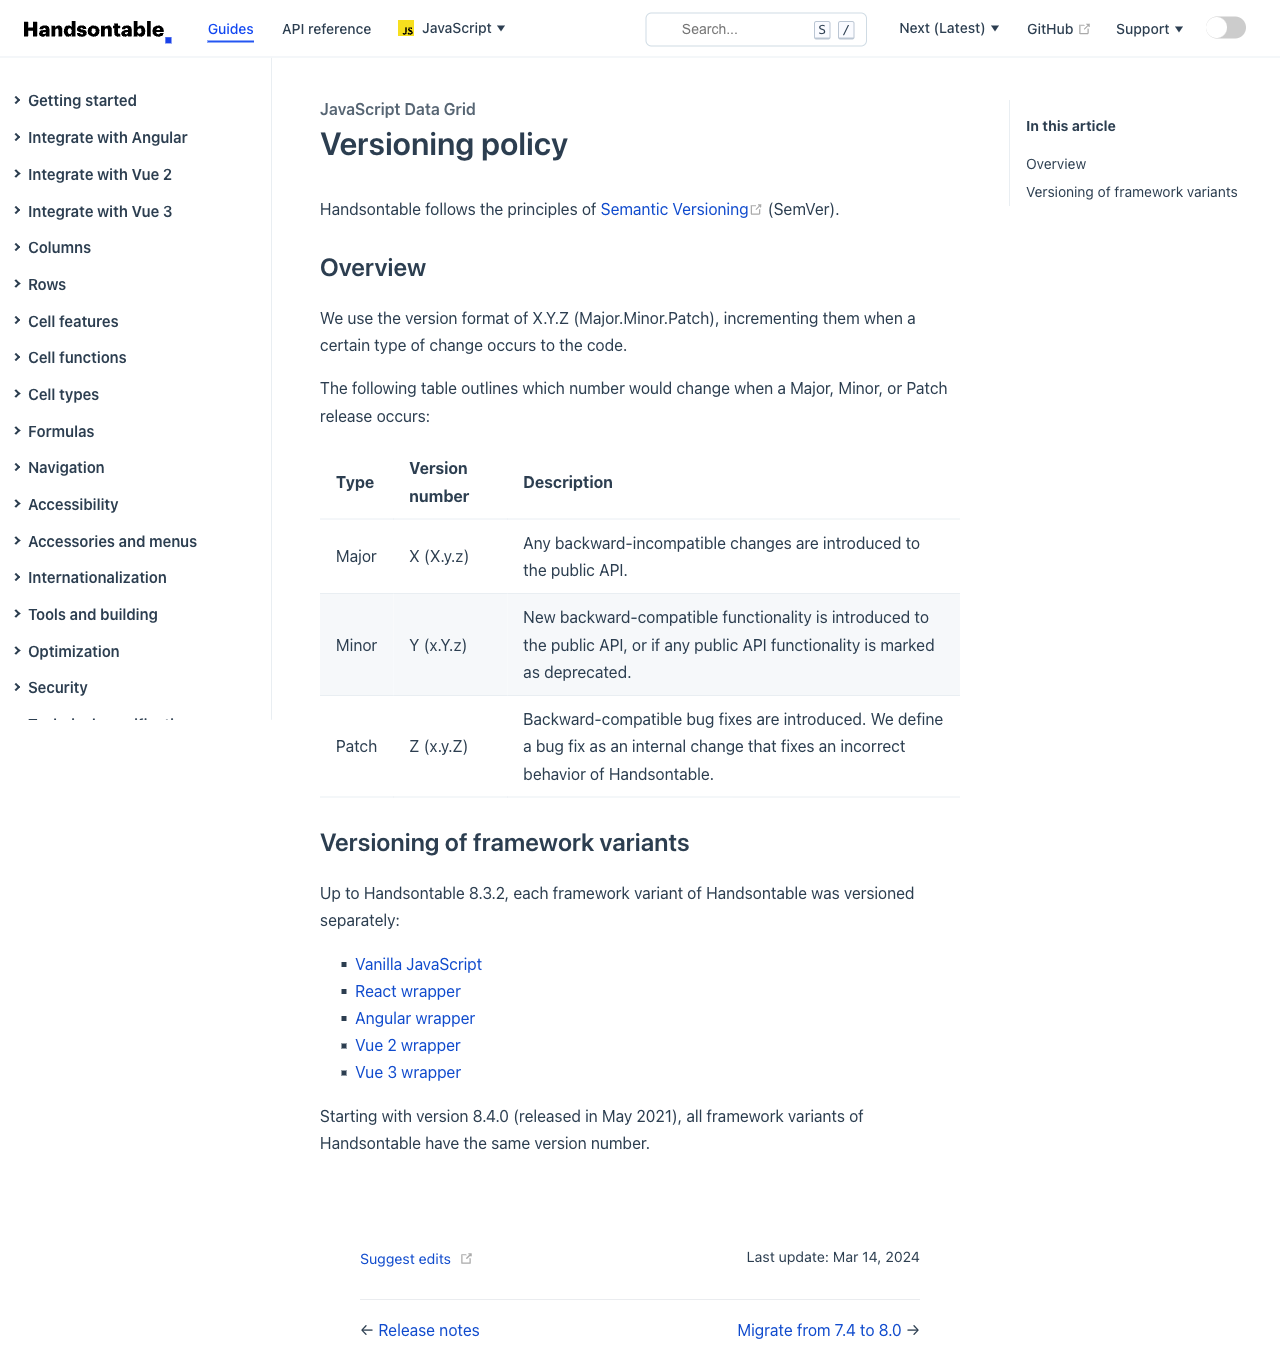 Handsontable
Guides
API reference
JS
JavaScript ▼
Search...
S
/
Next (Latest) ▼
GitHub
Support ▼
Getting started
Integrate with Angular
Integrate with Vue 2
Integrate with Vue 3
Columns
Rows
Cell features
Cell functions
Cell types
Formulas
Navigation
Accessibility
Accessories and menus
Internationalization
Tools and building
Optimization
Security
JavaScript Data Grid
Versioning policy
Handsontable follows the principles of Semantic Versioning (SemVer).
Overview
We use the version format of X.Y.Z (Major.Minor.Patch), incrementing them when a
certain type of change occurs to the code.
The following table outlines which number would change when a Major, Minor, or Patch
release occurs:
Type
Version
number
Description
Major
X (X.y.z)
Any backward-incompatible changes are introduced to
the public API.
Minor
Y (x.Y.z)
New backward-compatible functionality is introduced to
the public API, or if any public API functionality is marked
as deprecated.
Patch
Z (x.y.Z)
Backward-compatible bug fixes are introduced. We define
a bug fix as an internal change that fixes an incorrect
behavior of Handsontable.
Versioning of framework variants
Up to Handsontable 8.3.2, each framework variant of Handsontable was versioned
separately:
▪ Vanilla JavaScript
▪ React wrapper
▪ Angular wrapper
▪ Vue 2 wrapper
▪ Vue 3 wrapper
Starting with version 8.4.0 (released in May 2021), all framework variants of
Handsontable have the same version number.
Suggest edits
Last update: Mar 14, 2024
← Release notes
Migrate from 7.4 to 8.0 →
In this article
Overview
Versioning of framework variants